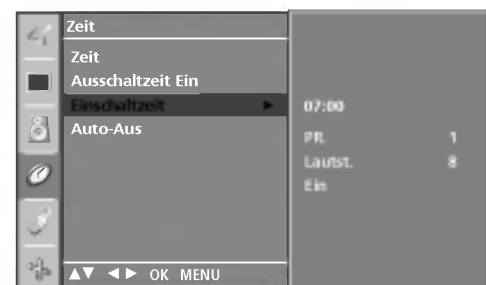 Zeit
Zeit
Ausschaltzeit Ein
Einschaltzeit ►
Auto-Aus
07:00
PR. 1
Lautst. 8
Ein
▲▼ ◄► OK MENU